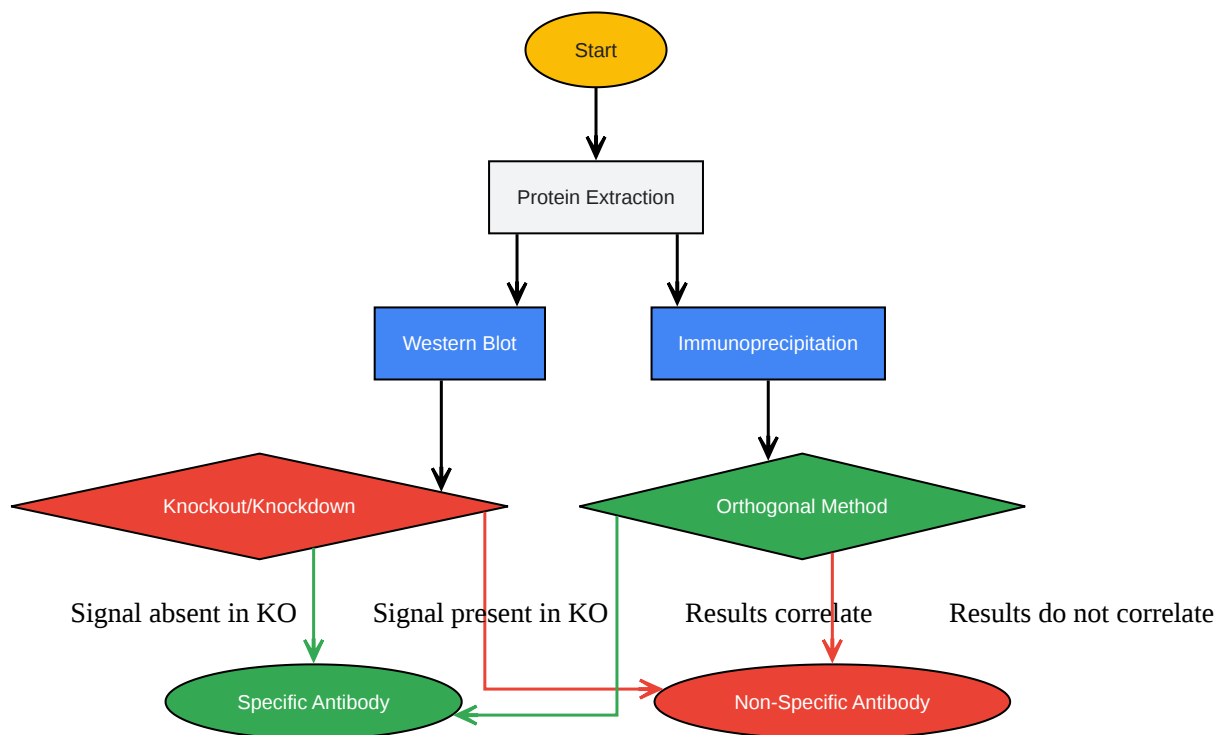 Start
Protein Extraction
Western Blot
Immunoprecipitation
Knockout/Knockdown
Orthogonal Method
Signal absent in KO
Signal present in KO
Results correlate
Results do not correlate
Specific Antibody
Non-Specific Antibody